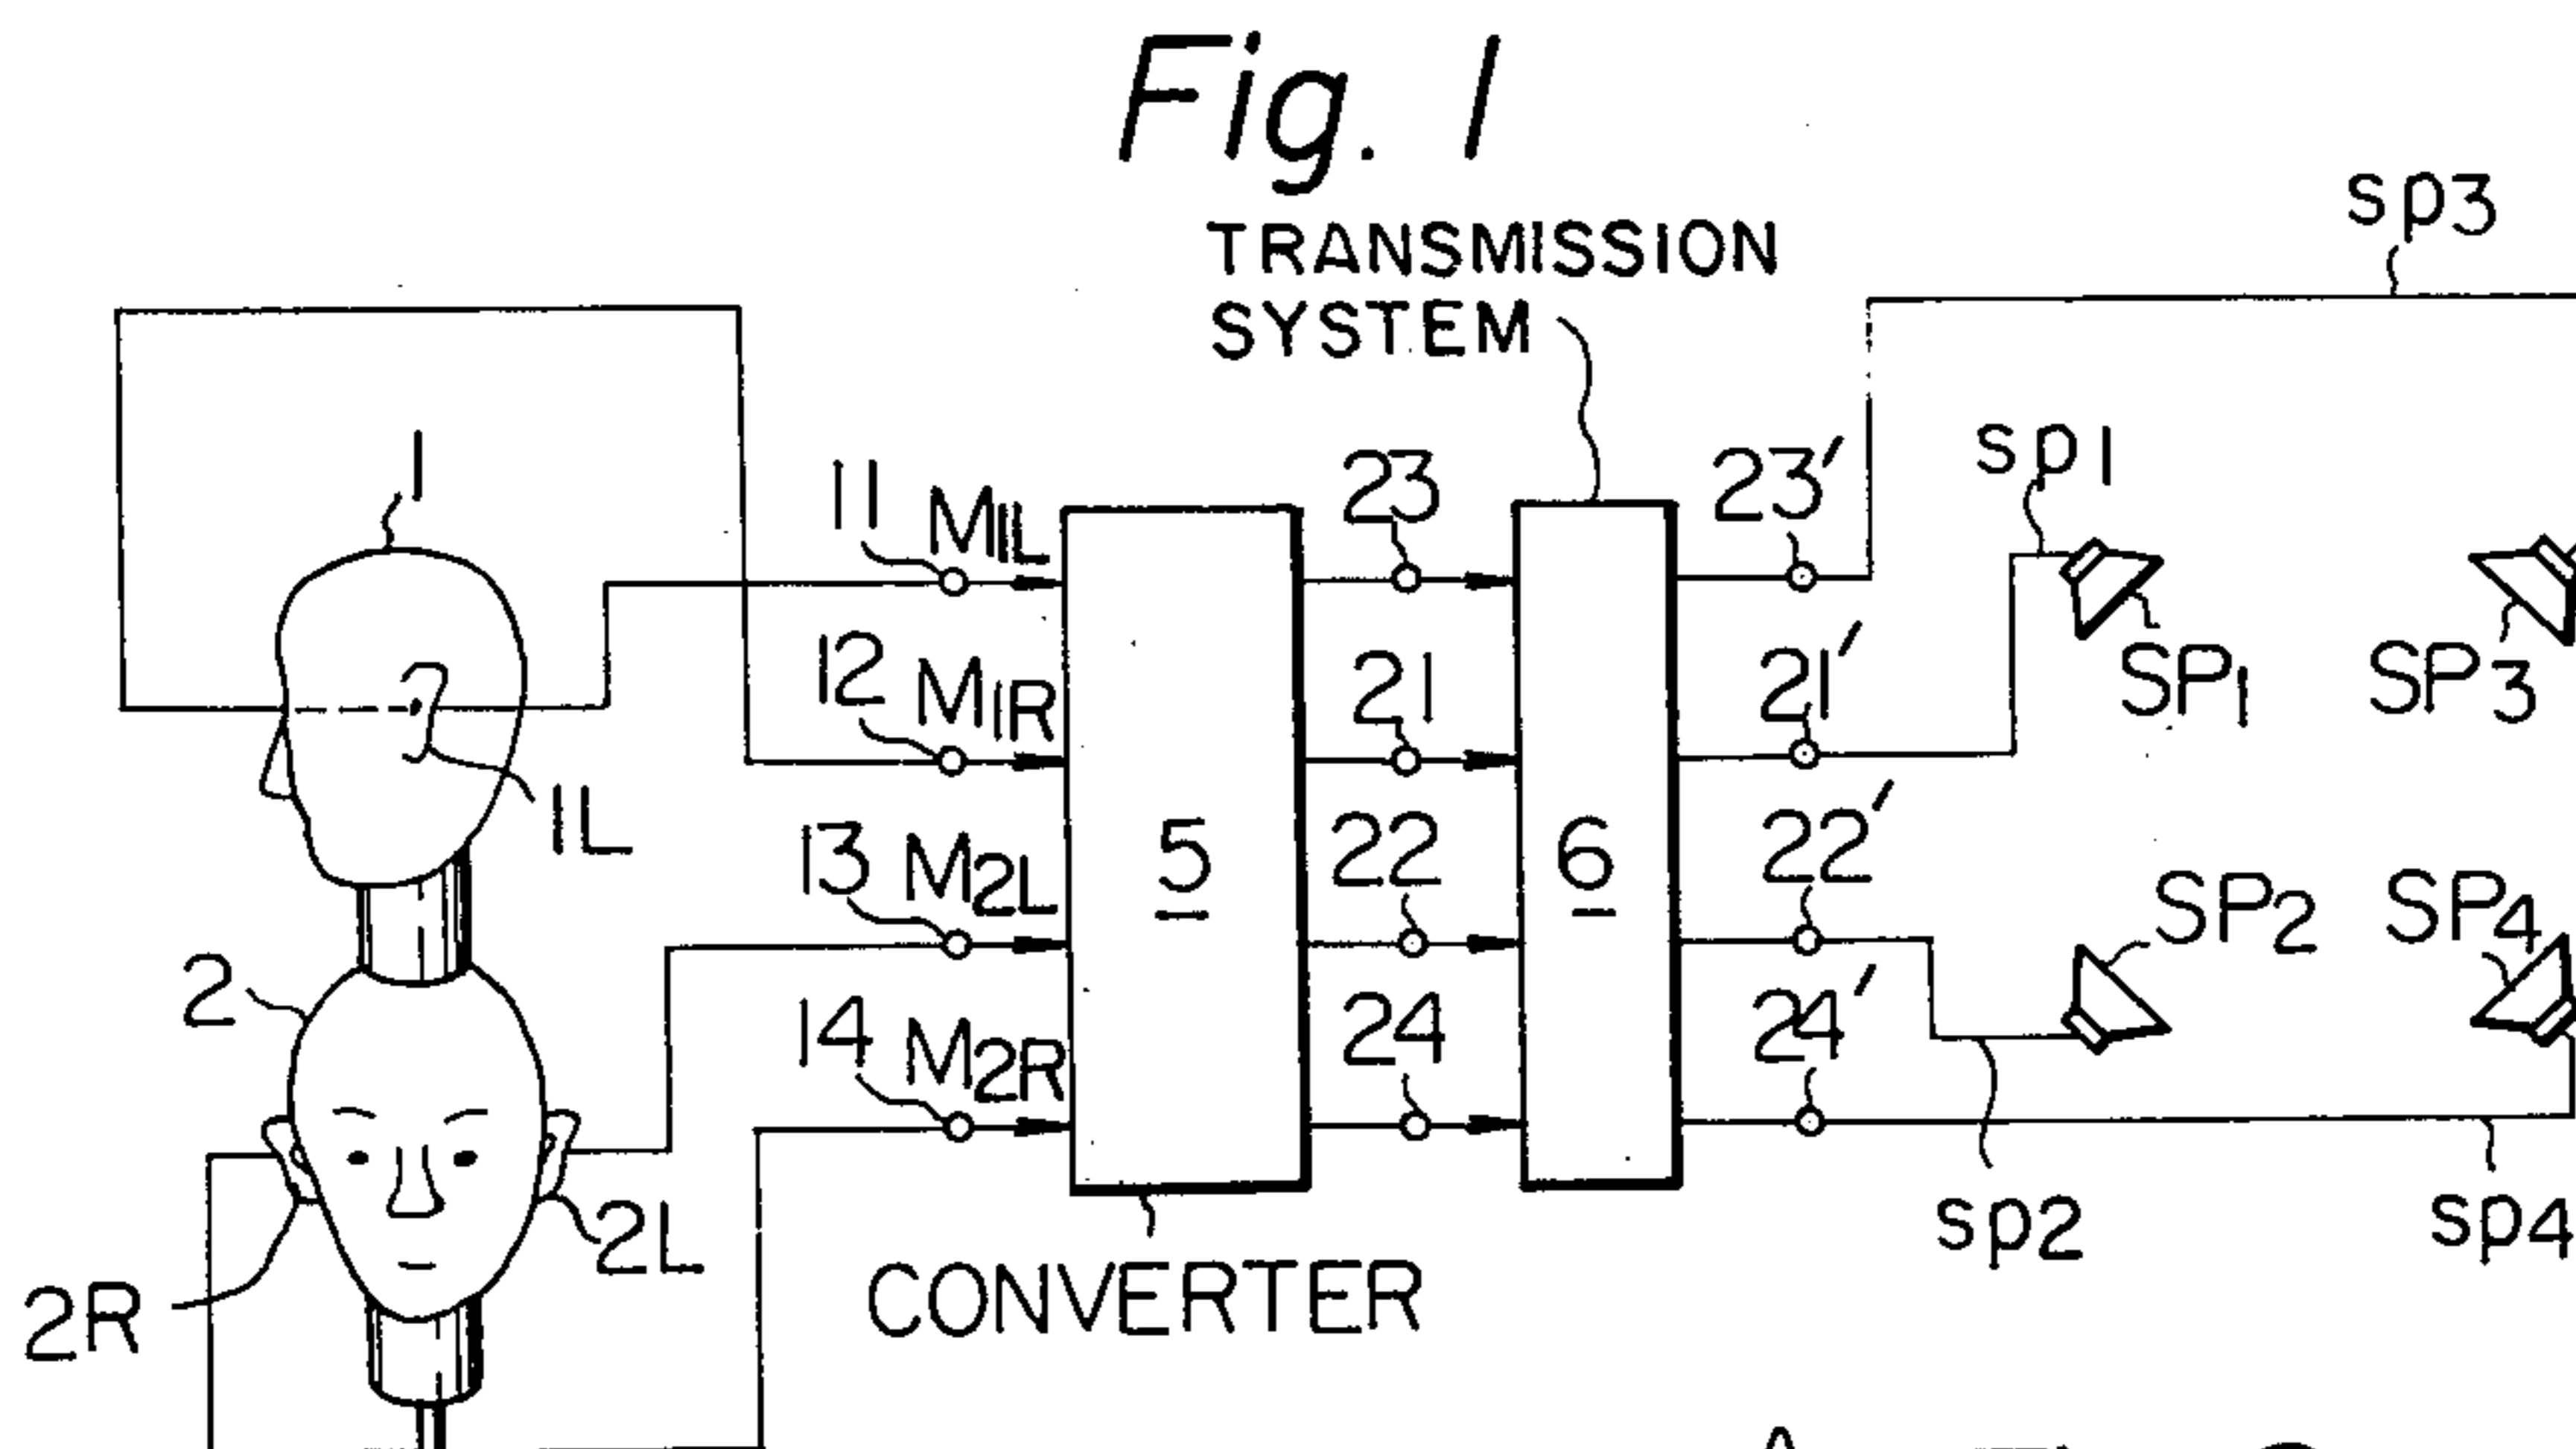 Fig. 1
TRANSMISSION
SYSTEM
sp3
1
11 M1L
23
23′
sp1
12 M1R
21
21′
SP1
SP3
1L
13 M2L
5
22
6
22′
SP2
SP4
2
14 M2R
24
24′
2L
sp2
sp4
2R
CONVERTER